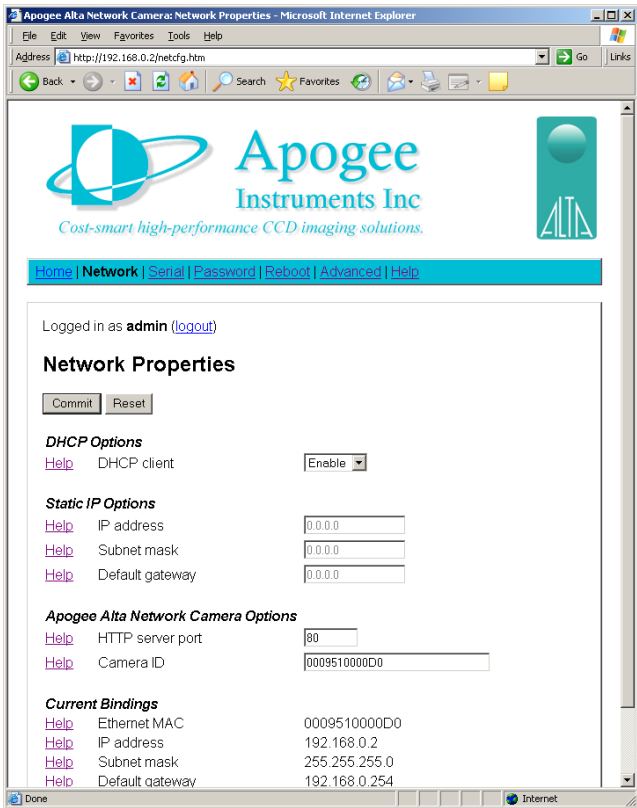 Apogee Alta Network Camera: Network Properties - Microsoft Internet Explorer
File Edit View Favorites Tools Help
Address http://192.168.0.2/netcfg.htm Go Links
Back Search Favorites
Apogee
Instruments Inc
Cost-smart high-performance CCD imaging solutions.
ALTA
Home | Network | Serial | Password | Reboot | Advanced | Help
Logged in as admin (logout)
Network Properties
Commit Reset
DHCP Options
Help DHCP client Enable
Static IP Options
Help IP address 0.0.0.0
Help Subnet mask 0.0.0.0
Help Default gateway 0.0.0.0
Apogee Alta Network Camera Options
Help HTTP server port 80
Help Camera ID 0009510000D0
Current Bindings
Help Ethernet MAC 0009510000D0
Help IP address 192.168.0.2
Help Subnet mask 255.255.255.0
Help Default gateway 192.168.0.254
Done Internet